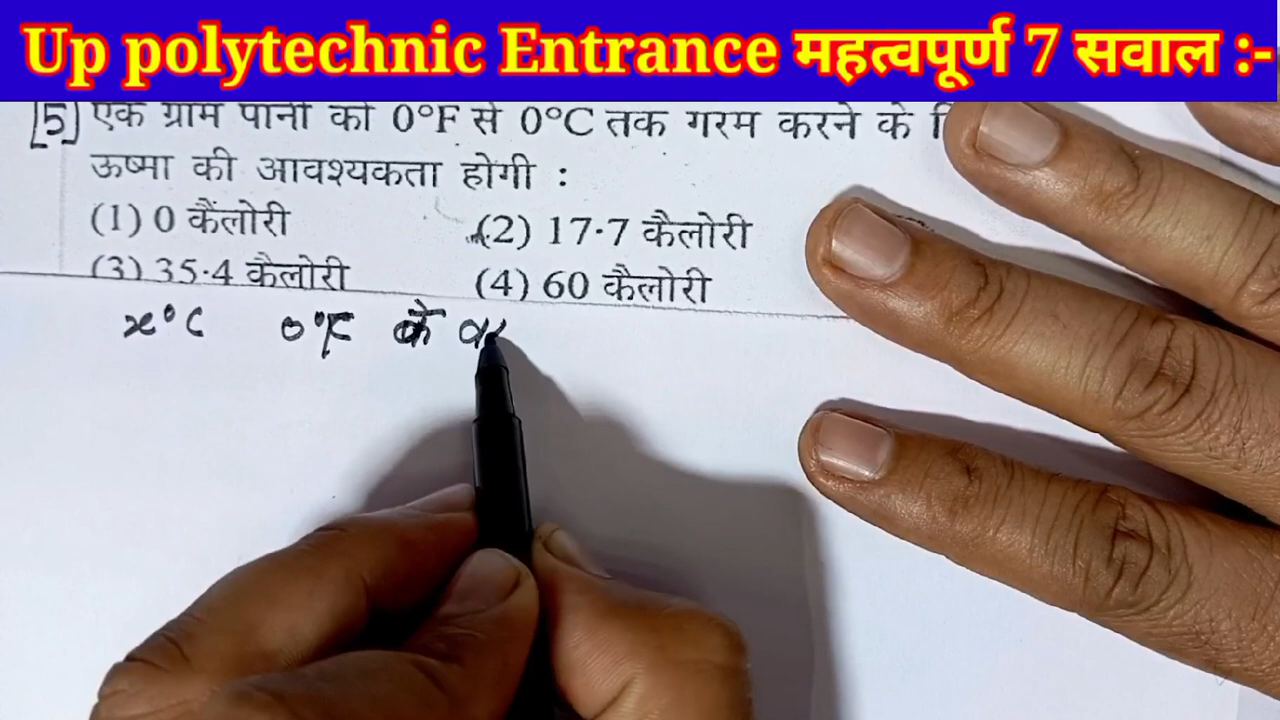 Up polytechnic Entrance महत्वपूर्ण 7 सवाल :-
[5] एक ग्राम पानी को 0°F से 0°C तक गरम करने के
ऊष्मा की आवश्यकता होगी :
(1) 0 कैंलोरी (2) 17·7 कैलोरी
(3) 35·4 कैलोरी (4) 60 कैलोरी
x°C 0°F के